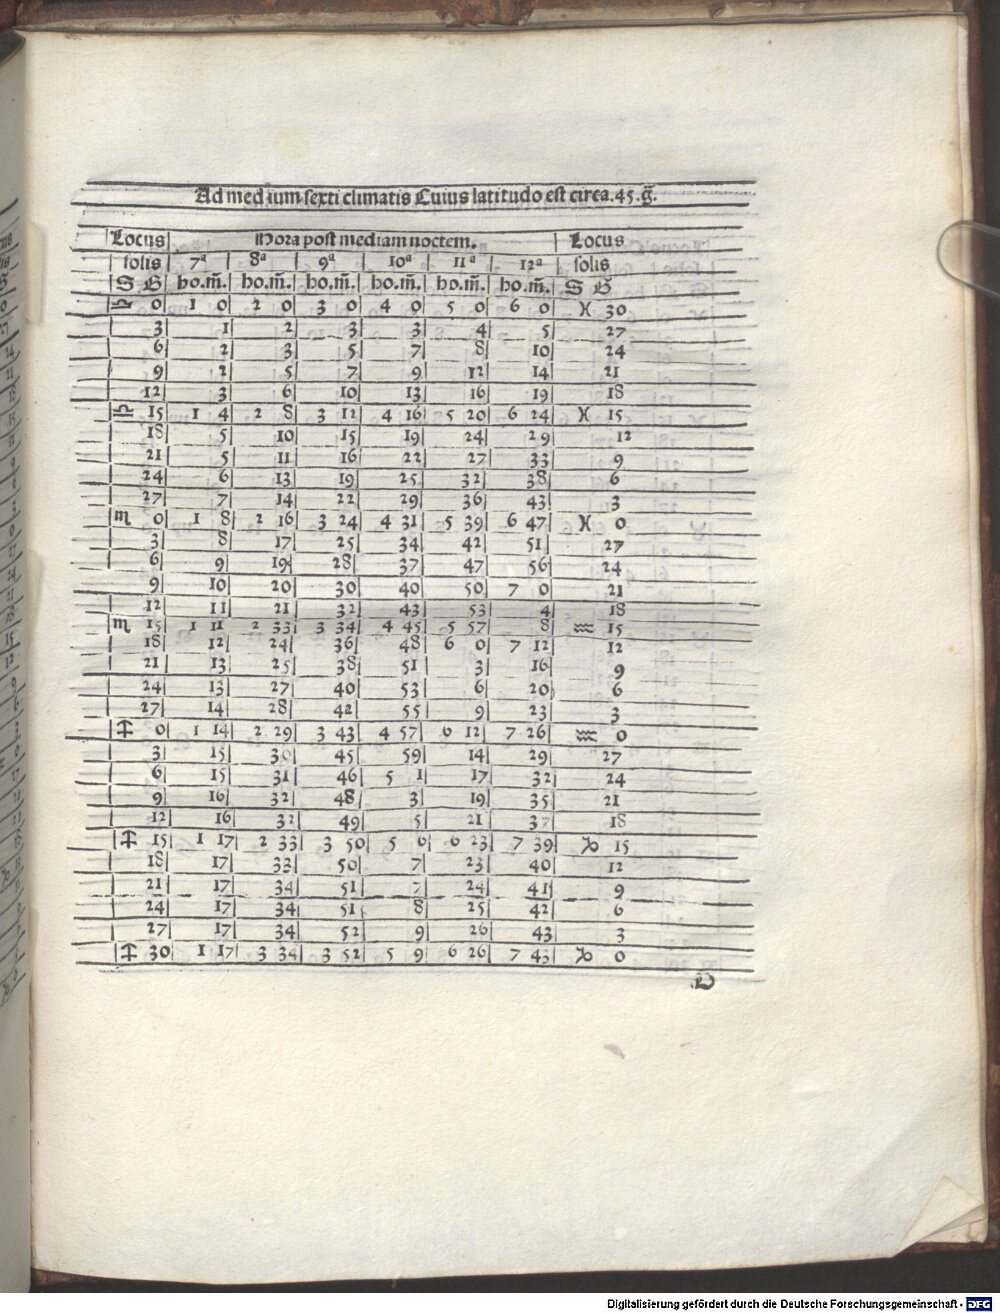 Ad medium sexti climatis Cuius latitudo est circa .45. g̃.
Locus Hora post mediam noctem. Locus
solis 7ª 8ª 9ª 10ª 11ª 12ª solis
S G ho.m̃. ho.m̃. ho.m̃. ho.m̃. ho.m̃. ho.m̃. S G
♎ 0 1 0 2 0 3 0 4 0 5 0 6 0 ♓ 30
3 1 2 3 3 4 5 27
6 2 3 5 7 8 10 24
9 2 5 7 9 12 14 21
12 3 6 10 13 16 19 18
♎ 15 1 4 2 8 3 12 4 16 5 20 6 24 ♓ 15
18 5 10 15 19 24 29 12
21 5 11 16 22 27 33 9
24 6 13 19 25 32 38 6
27 7 14 22 29 36 43 3
♏ 0 1 8 2 16 3 24 4 31 5 39 6 47 ♓ 0
3 8 17 25 34 42 51 27
6 9 19 28 37 47 56 24
9 10 20 30 40 50 7 0 21
12 11 21 32 43 53 4 18
♏ 15 1 11 2 33 3 34 4 45 5 57 8 ♒ 15
18 12 24 36 48 6 0 7 12 12
21 13 25 38 51 3 16 9
24 13 27 40 53 6 20 6
27 14 28 42 55 9 23 3
♐ 0 1 14 2 29 3 43 4 57 6 12 7 26 ♒ 0
3 15 30 45 59 14 29 27
6 15 31 46 5 1 17 32 24
9 16 32 48 3 19 35 21
12 16 32 49 5 21 37 18
♐ 15 1 17 2 33 3 50 5 6 6 23 7 39 ♑ 15
18 17 33 50 7 23 40 12
21 17 34 51 7 24 41 9
24 17 34 51 8 25 42 6
27 17 34 52 9 26 43 3
♐ 30 1 17 3 34 3 52 5 9 6 26 7 43 ♑ 0
D
Digitalisierung gefördert durch die Deutsche Forschungsgemeinschaft - DFG